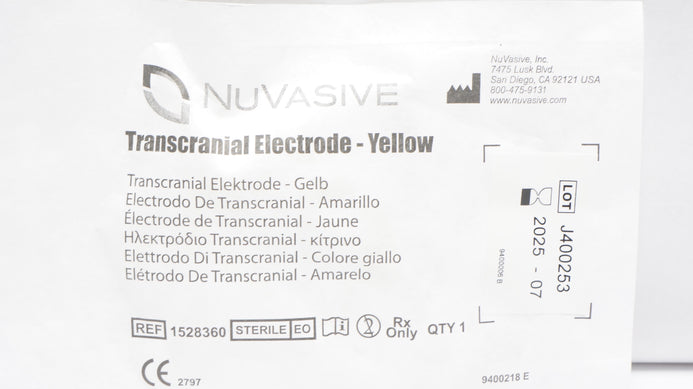 NUVASIVE
NuVasive, Inc.
7475 Lusk Blvd.
San Diego, CA 92121 USA
800-475-9131
www.nuvasive.com
Transcranial Electrode - Yellow
Transcranial Elektrode - Gelb
Electrodo De Transcranial - Amarillo
Électrode de Transcranial - Jaune
Ηλεκτρόδιο Transcranial - κίτρινο
Elettrodo Di Transcranial - Colore giallo
Elétrodo De Transcranial - Amarelo
LOT J400253
2025 - 07
9400006 B
REF 1528360 STERILE EO Rx Only QTY 1
CE 2797
9400218 E